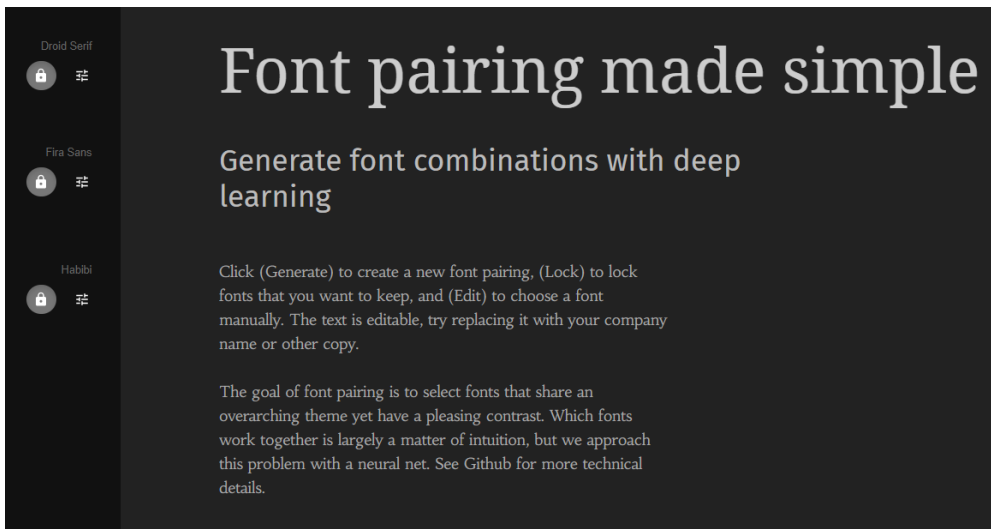 Droid Serif
Font pairing made simple
Fira Sans
Generate font combinations with deep
learning
Habibi
Click (Generate) to create a new font pairing, (Lock) to lock
fonts that you want to keep, and (Edit) to choose a font
manually. The text is editable, try replacing it with your company
name or other copy.
The goal of font pairing is to select fonts that share an
overarching theme yet have a pleasing contrast. Which fonts
work together is largely a matter of intuition, but we approach
this problem with a neural net. See Github for more technical
details.